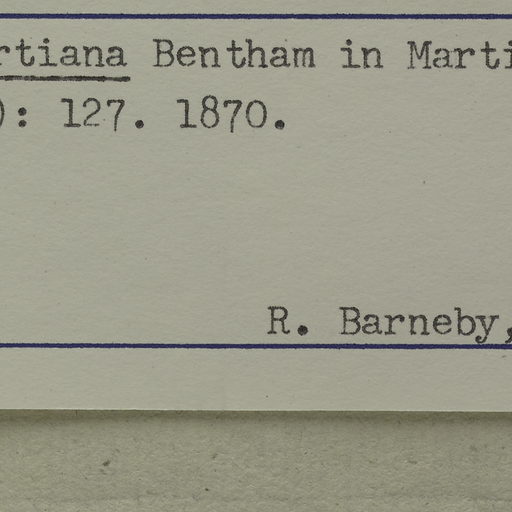 rtiana Bentham in Marti
): 127. 1870.
R. Barneby,